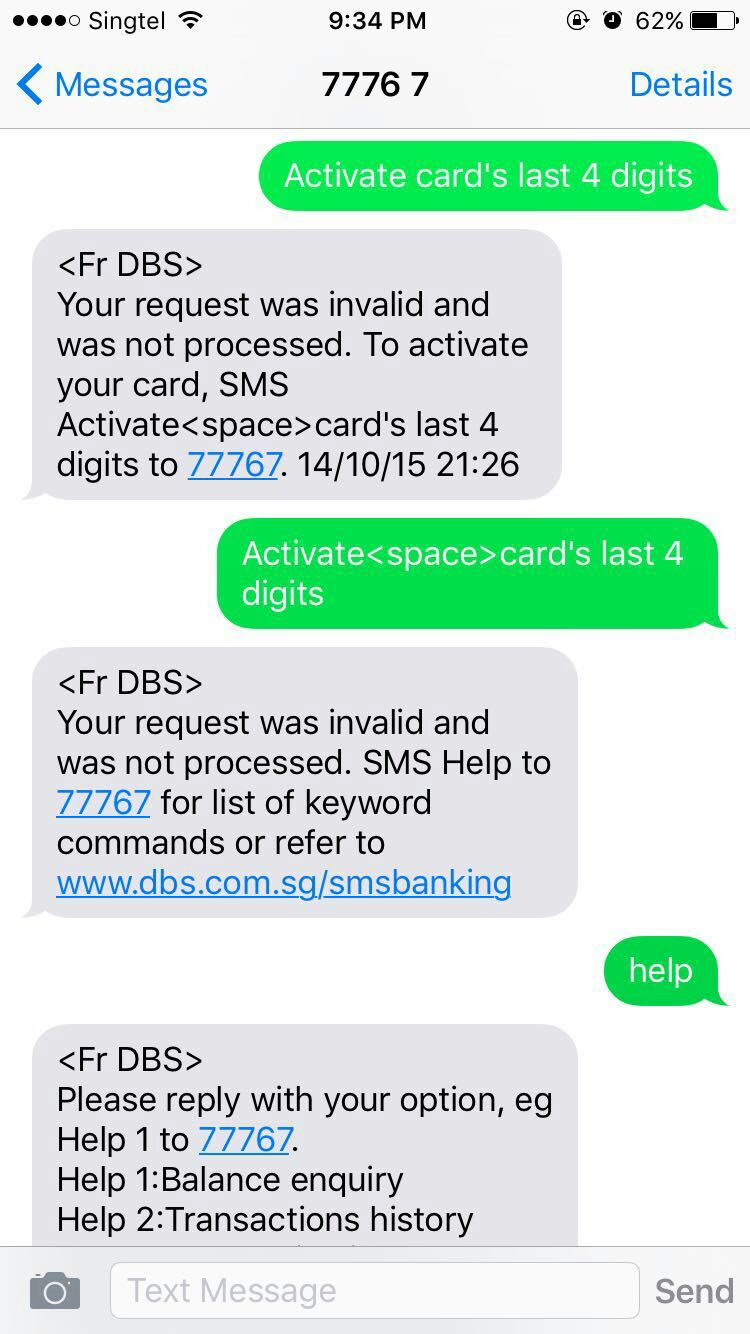 Singtel 9:34 PM 62%
Messages 7776 7 Details
Activate card's last 4 digits
<Fr DBS>
Your request was invalid and
was not processed. To activate
your card, SMS
Activate<space>card's last 4
digits to 77767. 14/10/15 21:26
Activate<space>card's last 4
digits
<Fr DBS>
Your request was invalid and
was not processed. SMS Help to
77767 for list of keyword
commands or refer to
www.dbs.com.sg/smsbanking
help
<Fr DBS>
Please reply with your option, eg
Help 1 to 77767.
Help 1:Balance enquiry
Help 2:Transactions history
Text Message Send